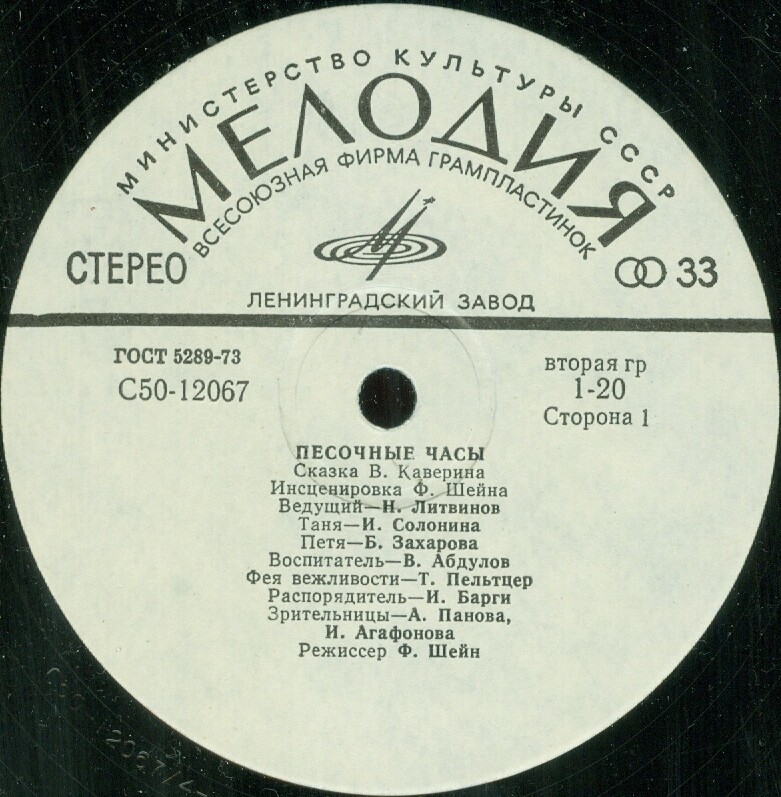 МИНИСТЕРСТВО КУЛЬТУРЫ СССР
МЕЛОДИЯ
ВСЕСОЮЗНАЯ ФИРМА ГРАМПЛАСТИНОК
СТЕРЕО
33
ЛЕНИНГРАДСКИЙ ЗАВОД
ГОСТ 5289-73
С50-12067
вторая гр
1-20
Сторона 1
ПЕСОЧНЫЕ ЧАСЫ
Сказка В. Каверина
Инсценировка Ф. Шейна
Ведущий—Н. Литвинов
Таня—И. Солонина
Петя—Б. Захарова
Воспитатель—В. Абдулов
Фея вежливости—Т. Пельтцер
Распорядитель—И. Барги
Зрительницы—А. Панова,
И. Агафонова
Режиссер Ф. Шейн